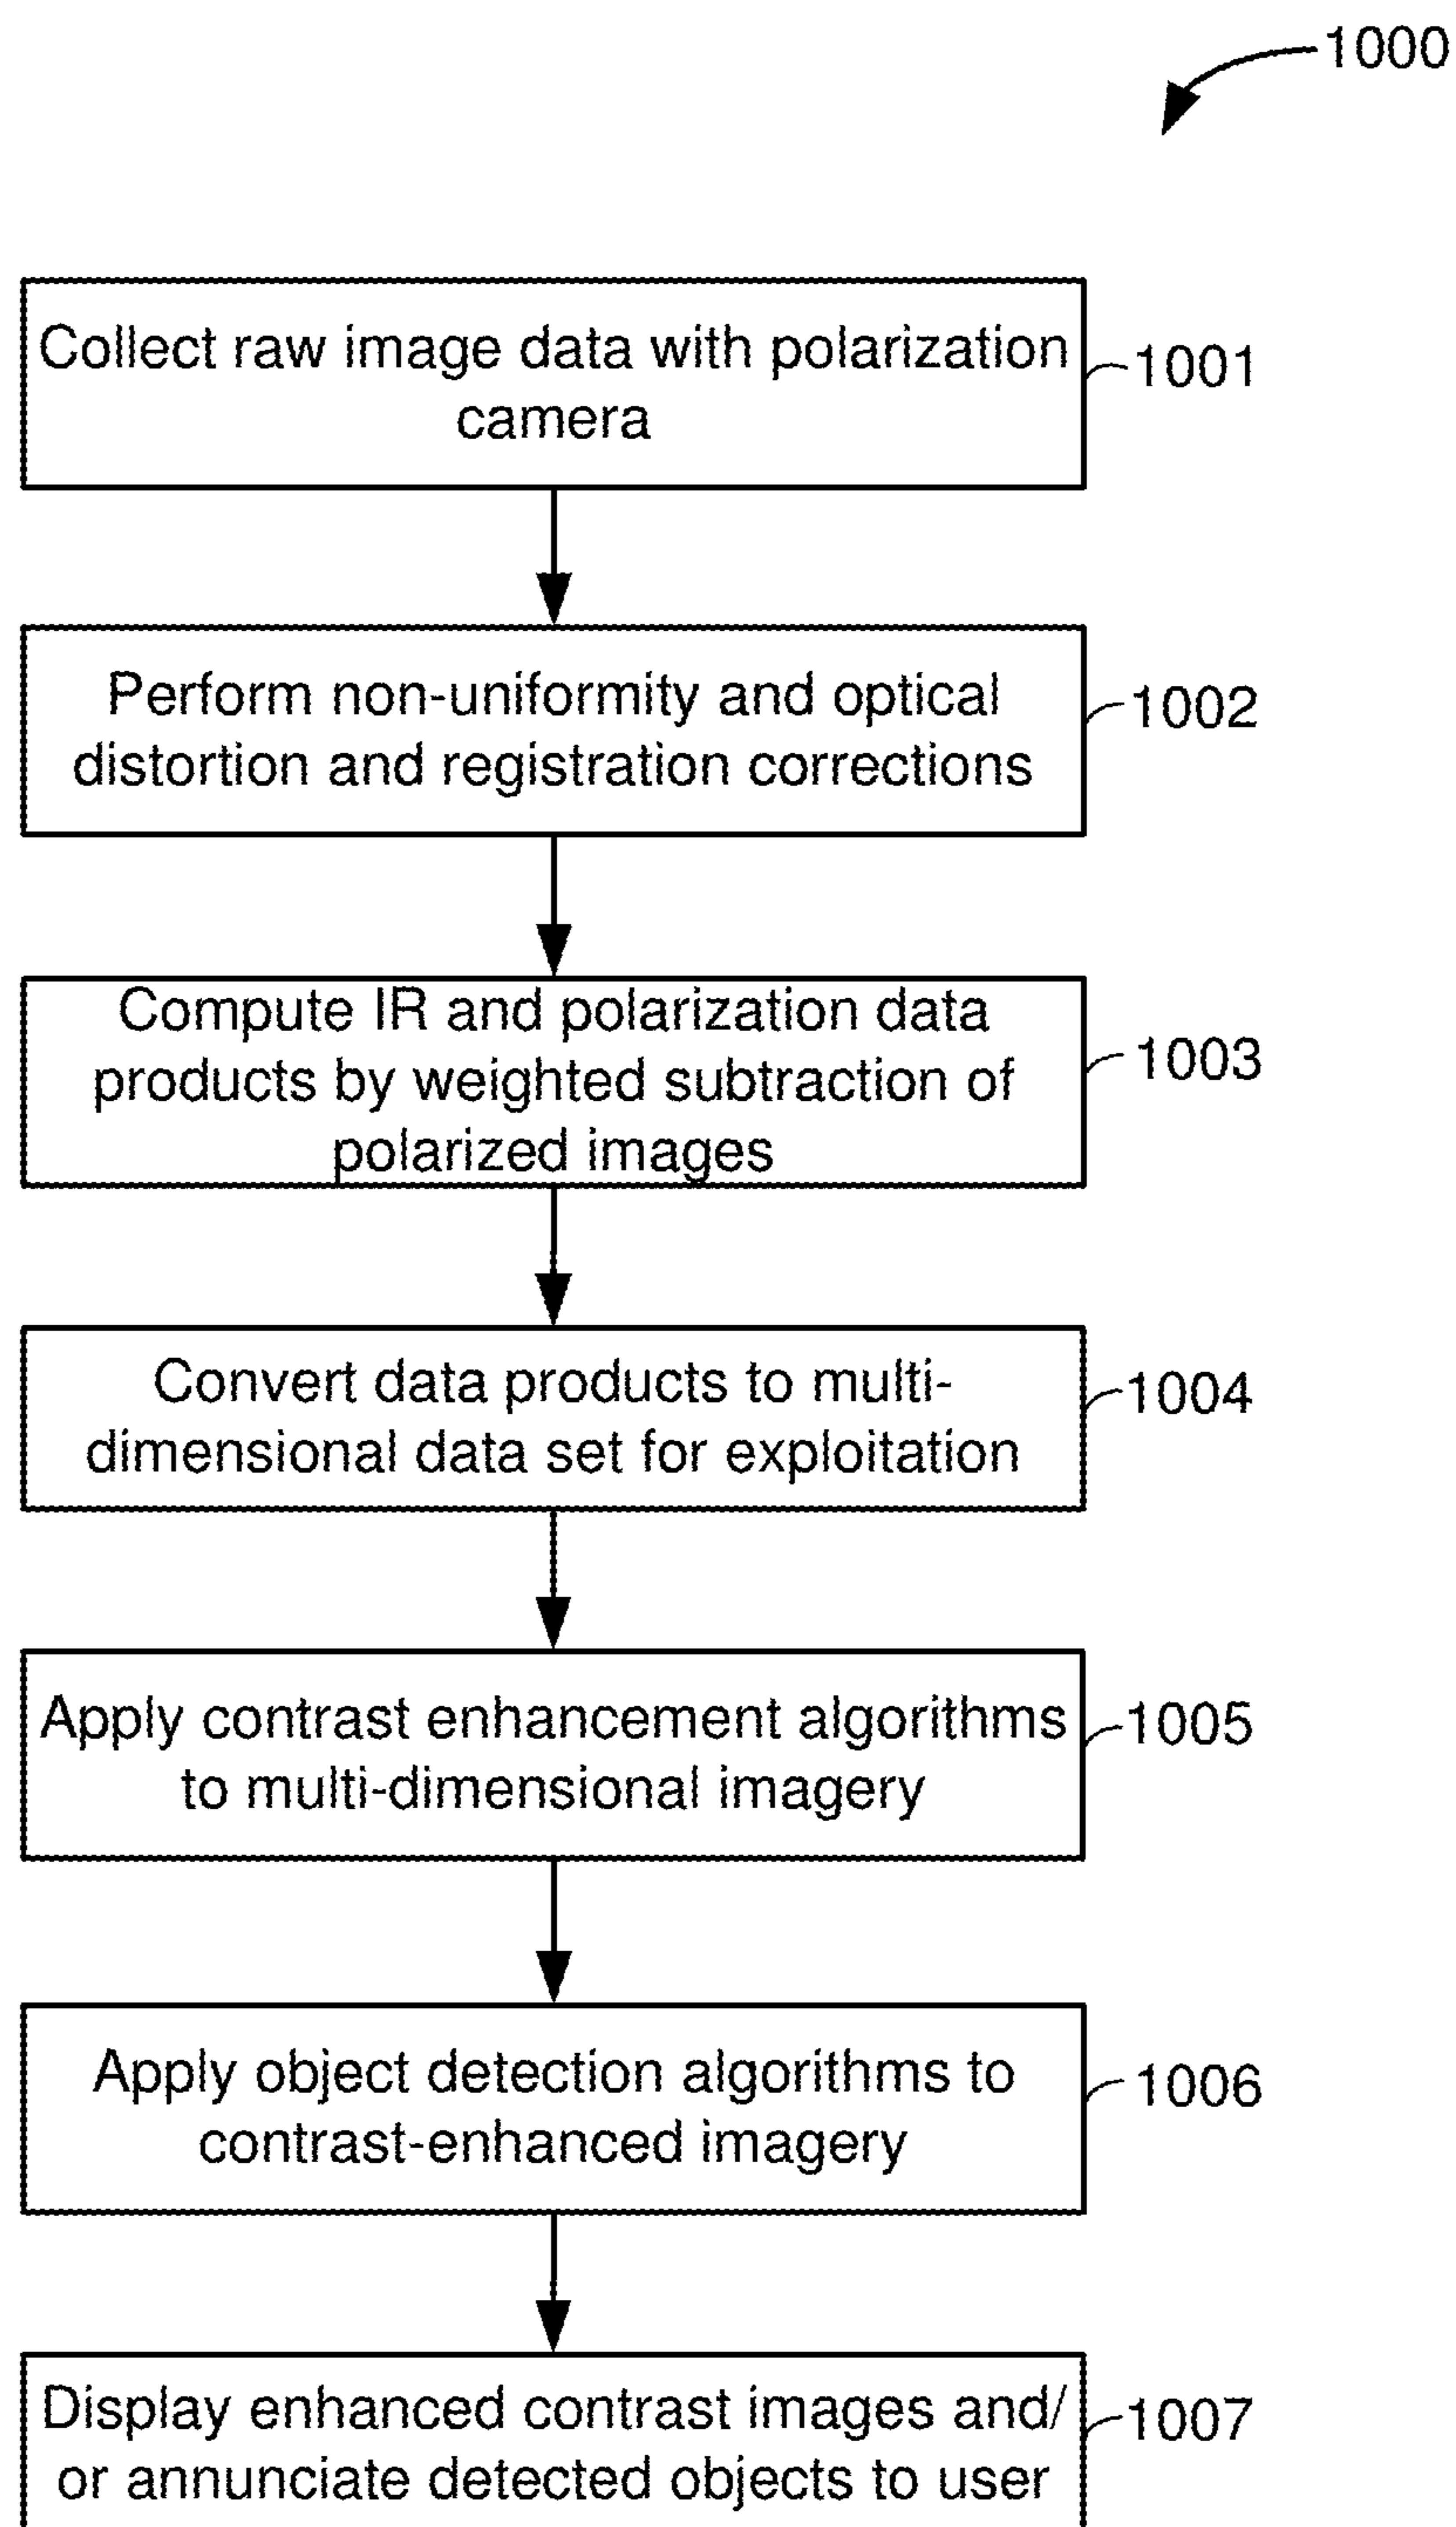 1000
Collect raw image data with polarization
camera
1001
Perform non-uniformity and optical
distortion and registration corrections
1002
Compute IR and polarization data
products by weighted subtraction of
polarized images
1003
Convert data products to multi-
dimensional data set for exploitation
1004
Apply contrast enhancement algorithms
to multi-dimensional imagery
1005
Apply object detection algorithms to
contrast-enhanced imagery
1006
Display enhanced contrast images and/
or annunciate detected objects to user
1007